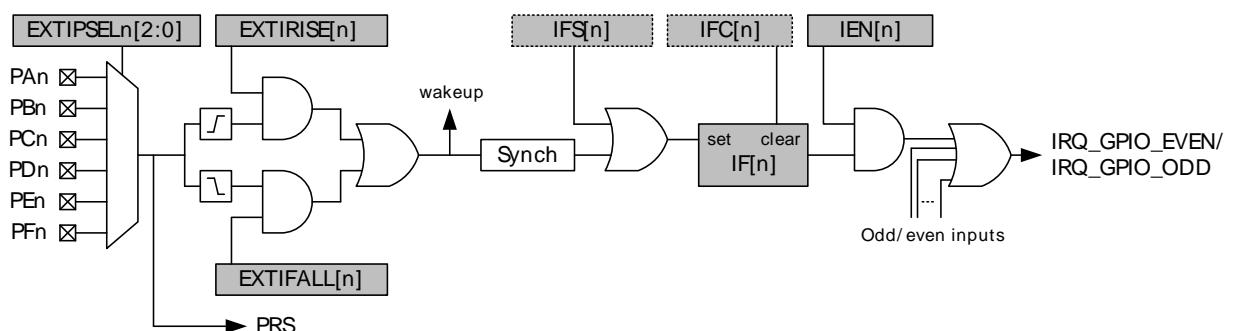 EXTIPSELn[2:0]
EXTIRISE[n]
IFS[n]
IFC[n]
IEN[n]
PAn
PBn
PCn
PDn
PEn
PFn
wakeup
Synch
set clear
IF[n]
IRQ_GPIO_EVEN/
IRQ_GPIO_ODD
...
Odd/even inputs
EXTIFALL[n]
PRS